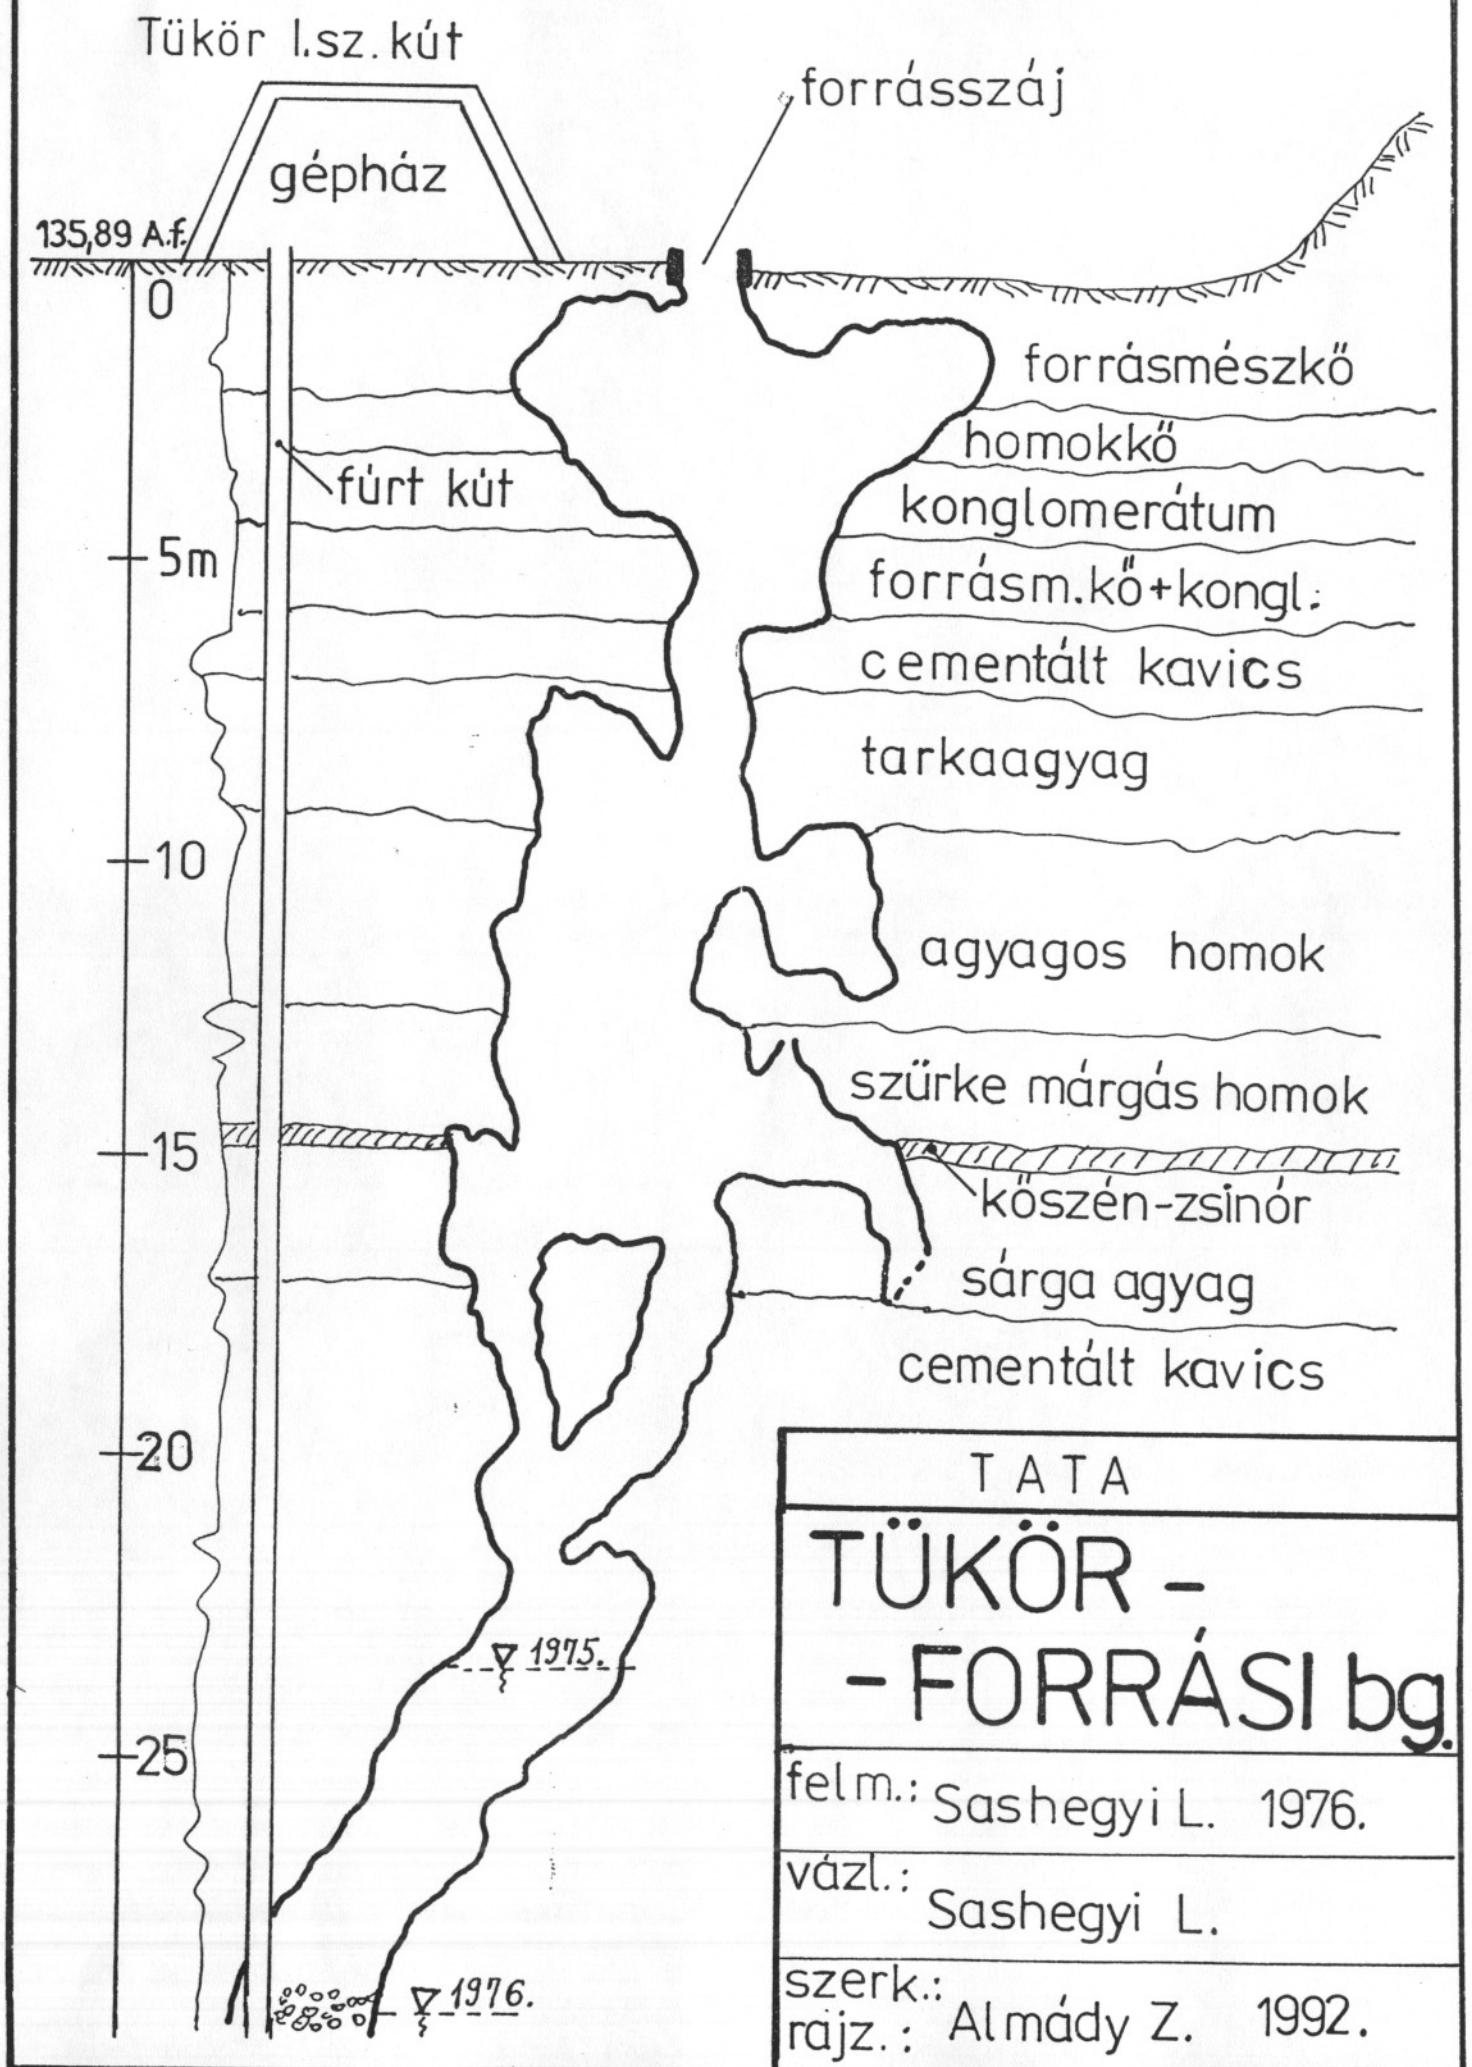 Tükör I.sz. kút
forrásszáj
gépház
135,89 A.f.
0
forrásmészkő
homokkő
fúrt kút
konglomerátum
5m
forrásm.kő+kongl.:
cementált kavics
tarkaagyag
10
agyagos homok
szürke márgás homok
15
kőszén-zsinór
sárga agyag
cementált kavics
20
1975.
25
1976.
TATA
TÜKÖR -
- FORRÁSI bg.
felm.: Sashegyi L. 1976.
vázl.: Sashegyi L.
szerk.:
rajz.: Almády Z. 1992.